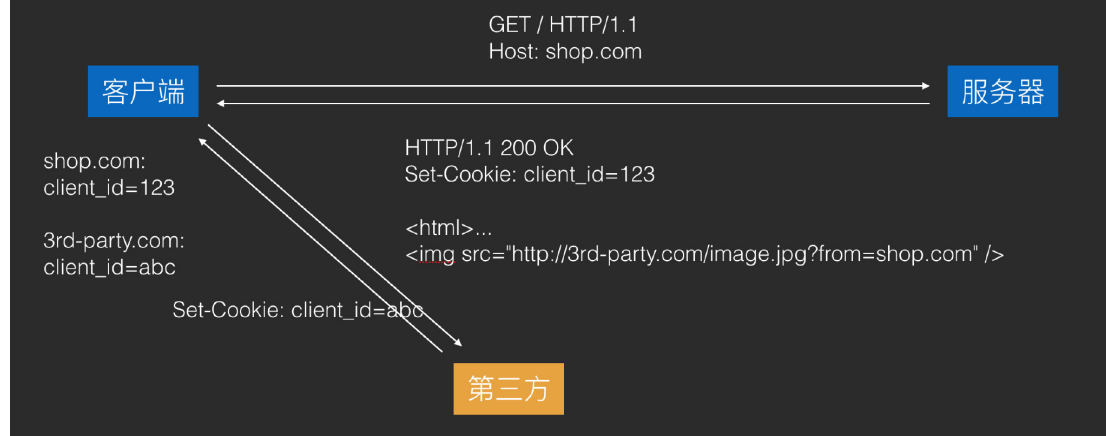 GET / HTTP/1.1
Host: shop.com
客户端
服务器
HTTP/1.1 200 OK
Set-Cookie: client_id=123
<html>...
<img src="http://3rd-party.com/image.jpg?from=shop.com" />
shop.com:
client_id=123
3rd-party.com:
client_id=abc
Set-Cookie: client_id=abc
第三方